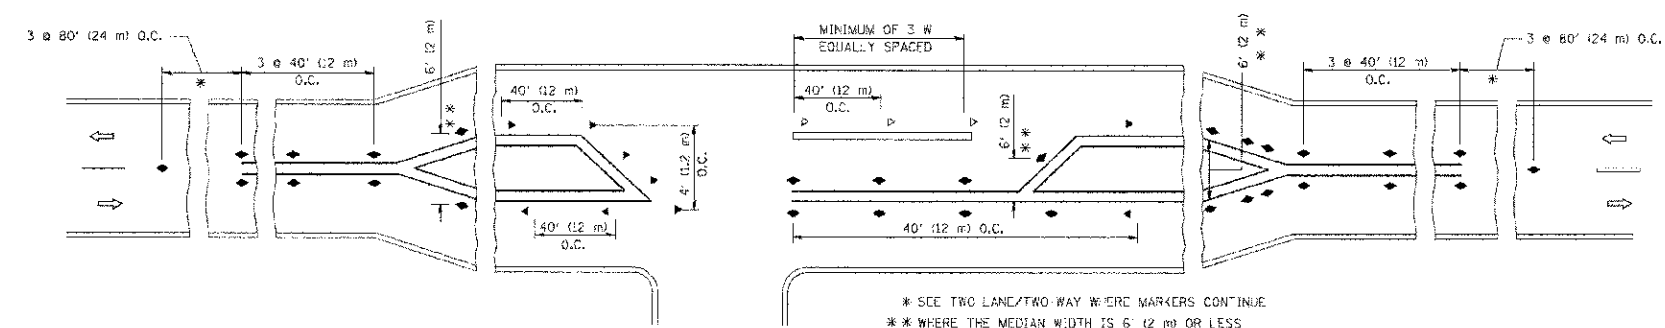 3 @ 80' (24 m) O.C.
3 @ 40' (12 m)
O.C.
*
6' (2 m)
**
40' (12 m)
O.C.
40' (12 m)
O.C.
4' (1.2 m)
O.C.
MINIMUM OF 3 W
EQUALLY SPACED
40' (12 m)
O.C.
6' (2 m)
**
40' (12 m) O.C.
6' (2 m)
**
3 @ 40' (12 m)
O.C.
*
3 @ 80' (24 m) O.C.
* SEE TWO LANE/TWO-WAY WHERE MARKERS CONTINUE
** WHERE THE MEDIAN WIDTH IS 6' (2 m) OR LESS